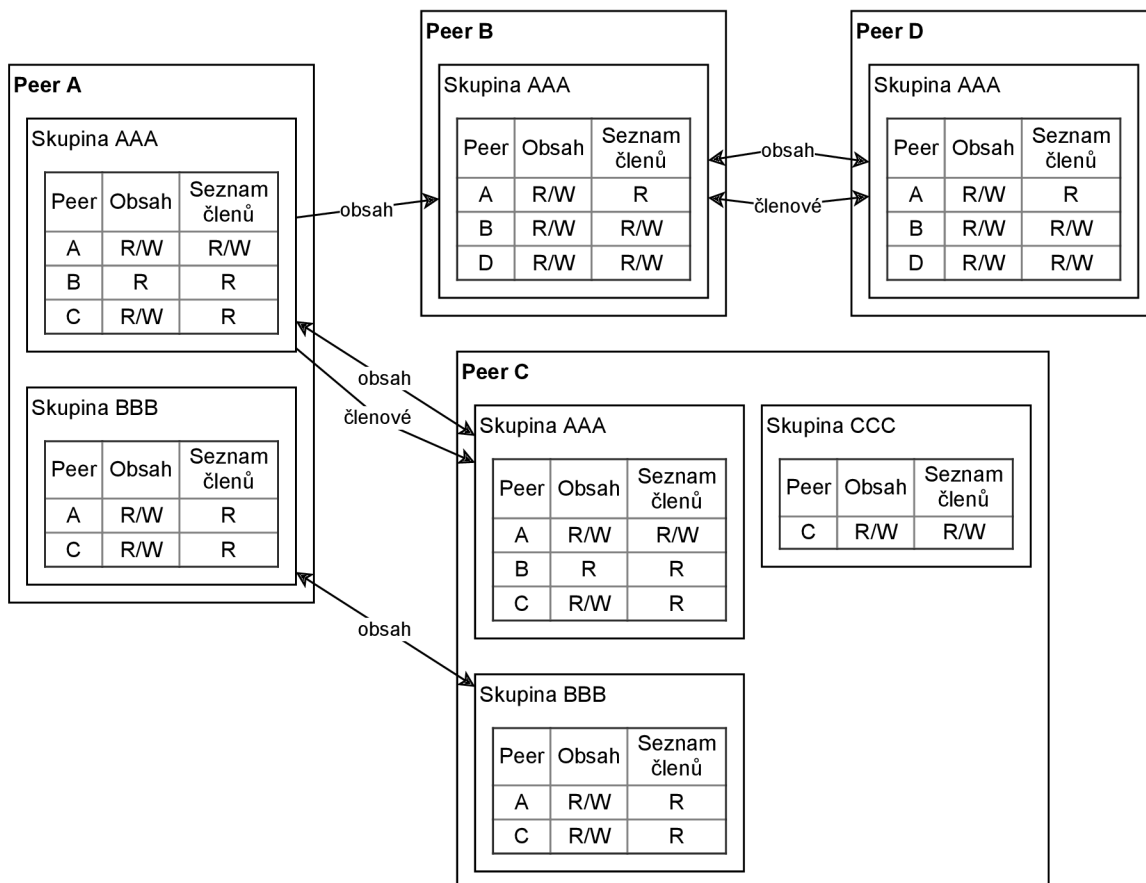 Peer A
Skupina AAA
Peer Obsah Seznam
členů
A R/W R/W
B R R
C R/W R
Skupina BBB
Peer Obsah Seznam
členů
A R/W R
C R/W R
obsah
Peer B
Skupina AAA
Peer Obsah Seznam
členů
A R/W R
B R/W R/W
D R/W R/W
obsah
členové
Peer D
Skupina AAA
Peer Obsah Seznam
členů
A R/W R
B R/W R/W
D R/W R/W
obsah
členové
obsah
Peer C
Skupina AAA
Peer Obsah Seznam
členů
A R/W R/W
B R R
C R/W R
Skupina CCC
Peer Obsah Seznam
členů
C R/W R/W
Skupina BBB
Peer Obsah Seznam
členů
A R/W R
C R/W R